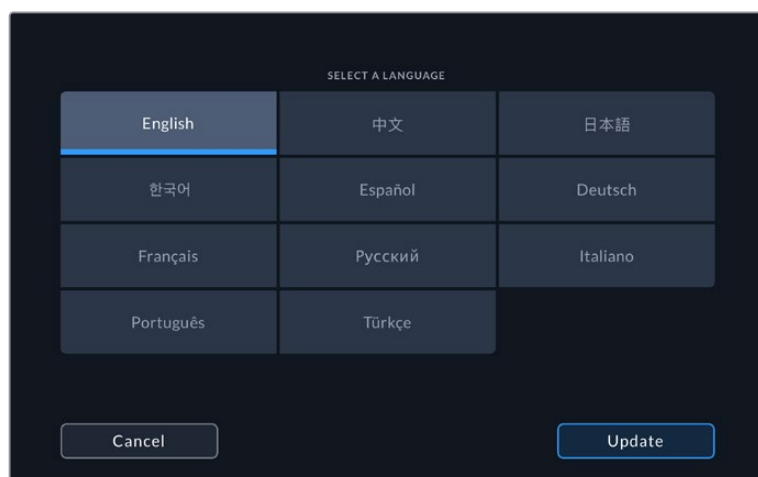 SELECT A LANGUAGE
English 中文 日本語
한국어 Español Deutsch
Français Русский Italiano
Português Türkçe
Cancel Update